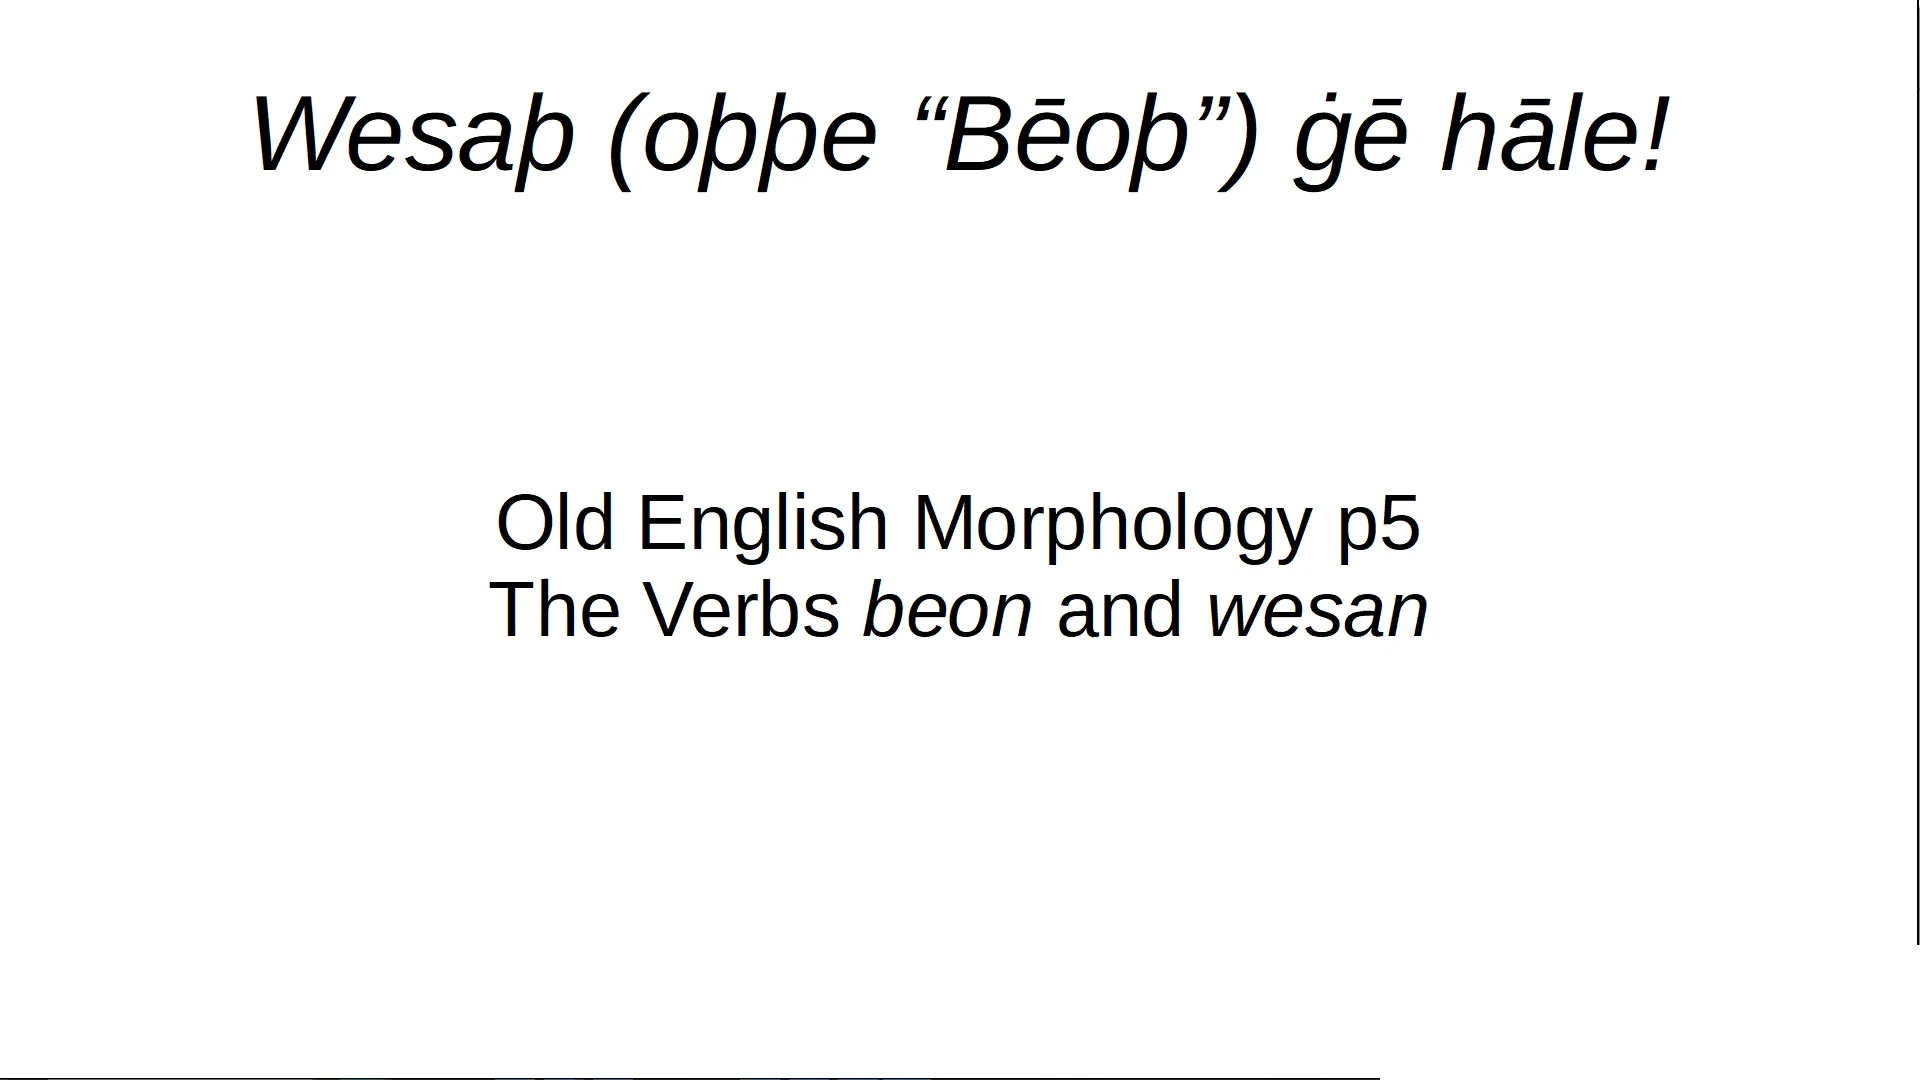 Wesaþ (oþþe “Bēoþ”) ġē hāle!
Old English Morphology p5
The Verbs beon and wesan